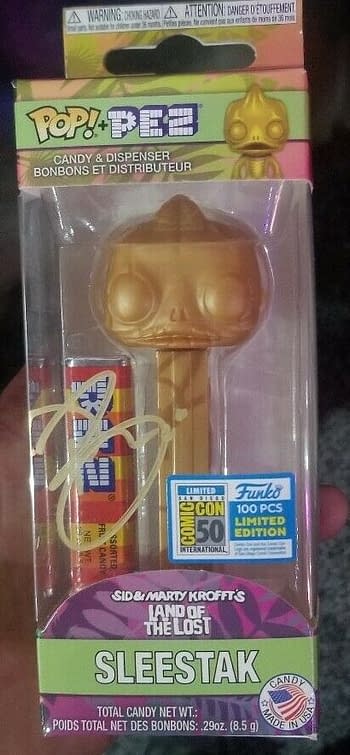 WARNING: CHOKING HAZARD
ATTENTION: DANGER D'ÉTOUFFEMENT
POP! + PEZ
CANDY & DISPENSER
BONBONS ET DISTRIBUTEUR
PEZ
LIMITED
SAN DIEGO
COMIC CON
50
INTERNATIONAL
Funko
100 PCS
LIMITED
EDITION
SID & MARTY KROFFT'S
LAND OF
THE LOST
SLEESTAK
TOTAL CANDY NET WT.:
POIDS TOTAL NET DES BONBONS: .29oz. (8.5 g)
CANDY
MADE IN USA